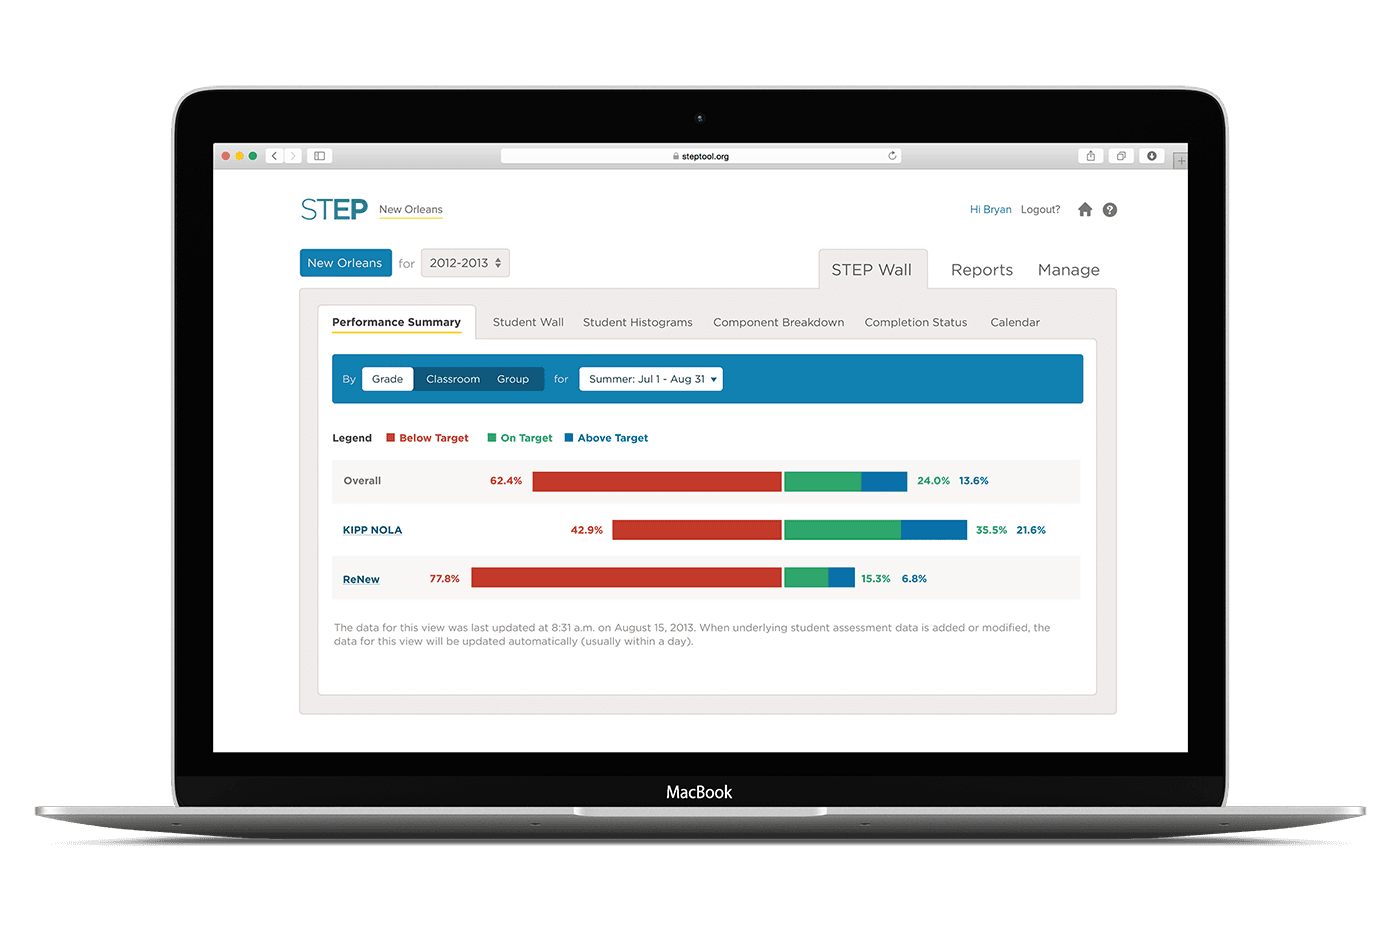 steptool.org
STEP New Orleans
Hi Bryan Logout?
New Orleans for 2012-2013
STEP Wall Reports Manage
Performance Summary Student Wall Student Histograms Component Breakdown Completion Status Calendar
By Grade Classroom Group for Summer: Jul 1 - Aug 31
Legend Below Target On Target Above Target
Overall 62.4% 24.0% 13.6%
KIPP NOLA 42.9% 35.5% 21.6%
ReNew 77.8% 15.3% 6.8%
The data for this view was last updated at 8:31 a.m. on August 15, 2013. When underlying student assessment data is added or modified, the
data for this view will be updated automatically (usually within a day).
MacBook